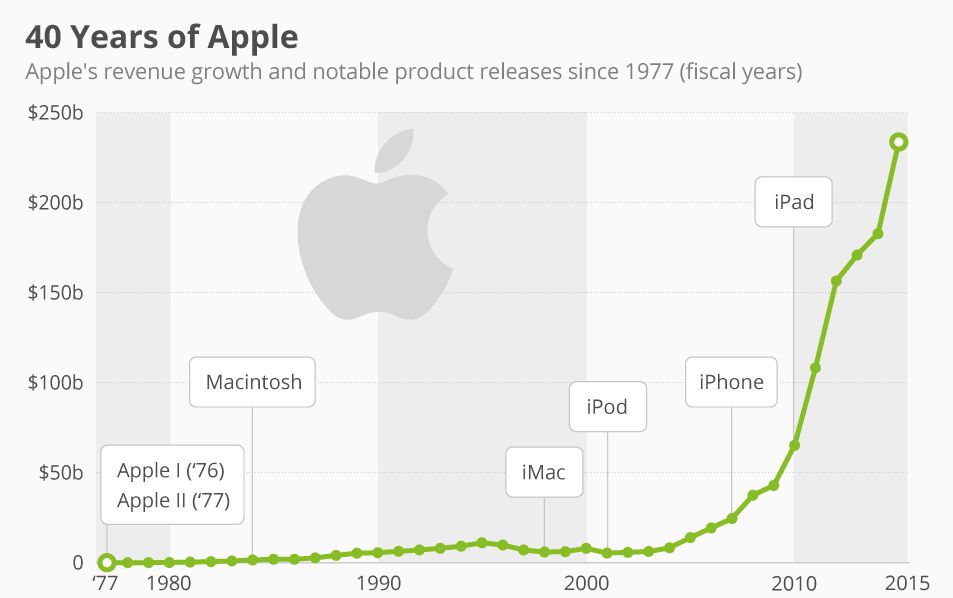 40 Years of Apple
Apple's revenue growth and notable product releases since 1977 (fiscal years)
$250b
$200b
iPad
$150b
$100b
Macintosh
iPhone
iPod
$50b
Apple I (‘76)
Apple II (‘77)
iMac
0
‘77 1980 1990 2000 2010 2015